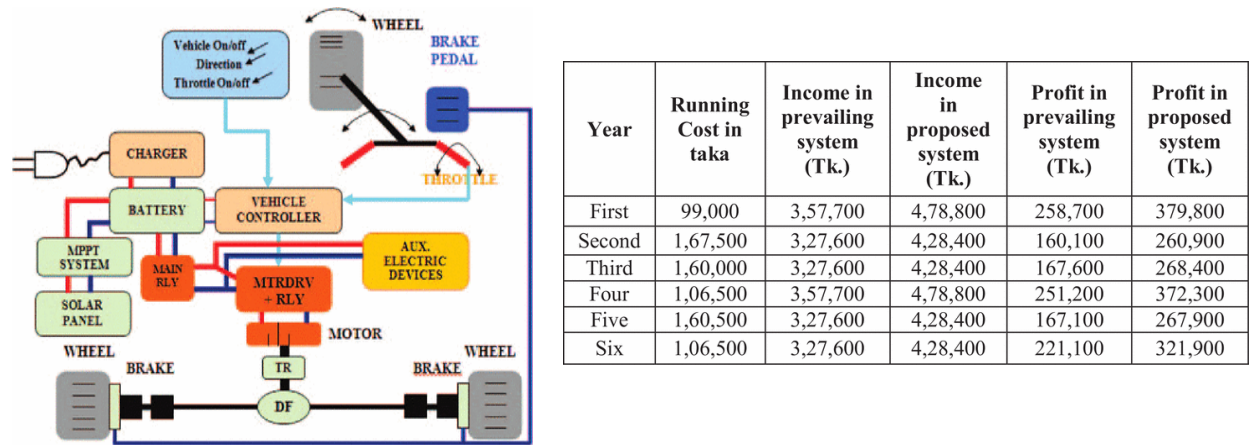 WHEEL
BRAKE
PEDAL
Vehicle On/off
Direction
Throttle On/off
THROTTLE
CHARGER
BATTERY
VEHICLE
CONTROLLER
MPPT
SYSTEM
MAIN
RLY
AUX.
ELECTRIC
DEVICES
MTRDRV
+ RLY
SOLAR
PANEL
MOTOR
WHEEL
BRAKE
TR
BRAKE
WHEEL
DF
Year
Running
Cost in
taka
Income in
prevailing
system
(Tk.)
Income
in
proposed
system
(Tk.)
Profit in
prevailing
system
(Tk.)
Profit in
proposed
system
(Tk.)
First 99,000 3,57,700 4,78,800 258,700 379,800
Second 1,67,500 3,27,600 4,28,400 160,100 260,900
Third 1,60,000 3,27,600 4,28,400 167,600 268,400
Four 1,06,500 3,57,700 4,78,800 251,200 372,300
Five 1,60,500 3,27,600 4,28,400 167,100 267,900
Six 1,06,500 3,27,600 4,28,400 221,100 321,900